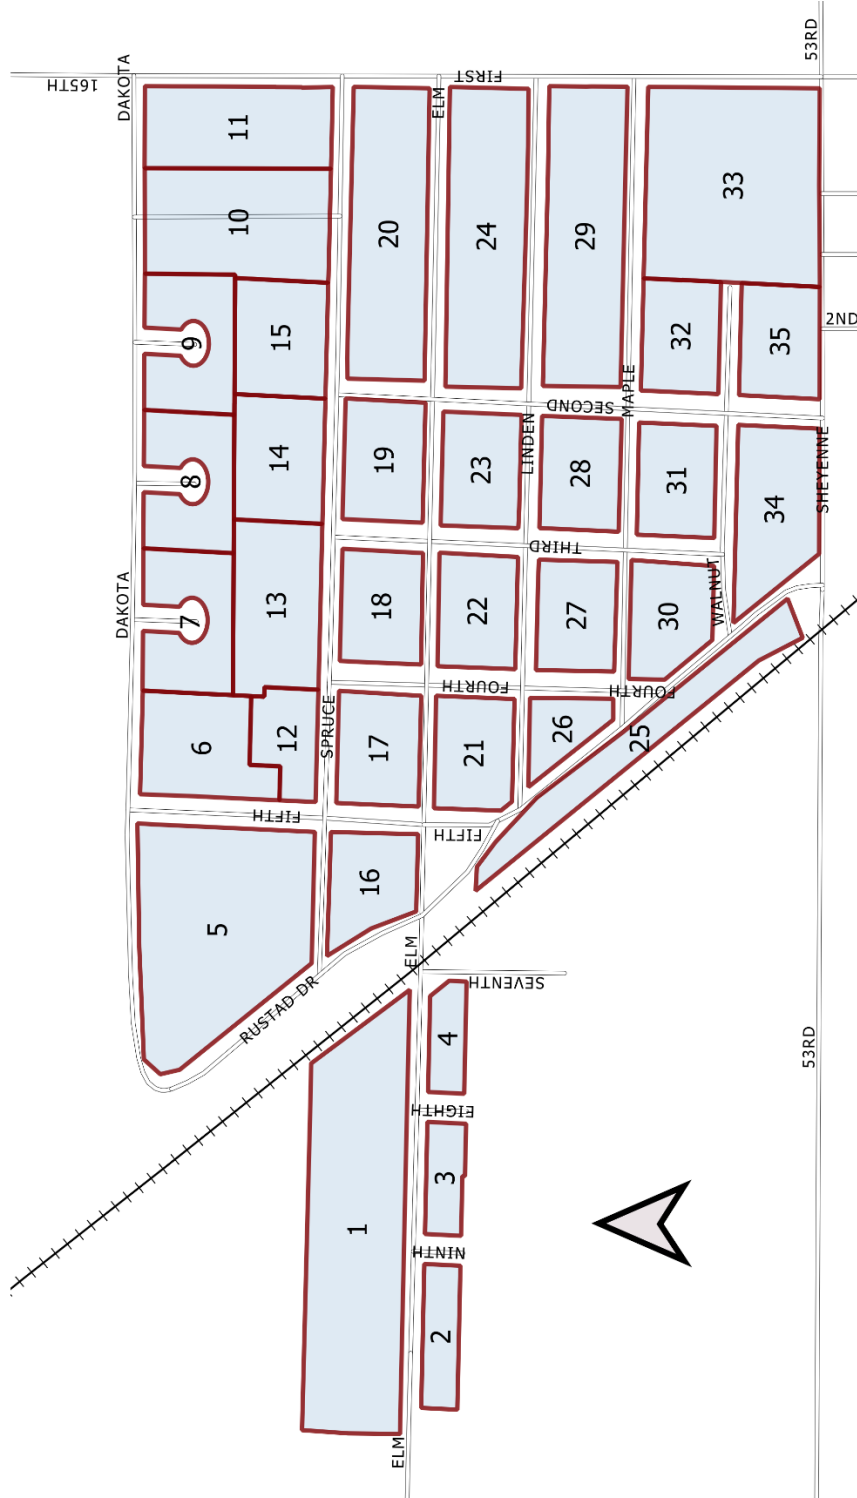 53RD
165TH
DAKOTA
FIRST
ELM
11
10
20
24
29
33
9
15
32
35
2ND
MAPLE
SECOND
LINDEN
SHEYENNE
8
14
19
23
28
31
34
THIRD
DAKOTA
7
13
18
22
27
30
WALNUT
FOURTH
FOURTH
6
12
SPRUCE
17
21
26
25
FIFTH
FIFTH
5
16
ELM
RUSTAD DR
SEVENTH
4
53RD
EIGHTH
1
3
NINTH
2
ELM